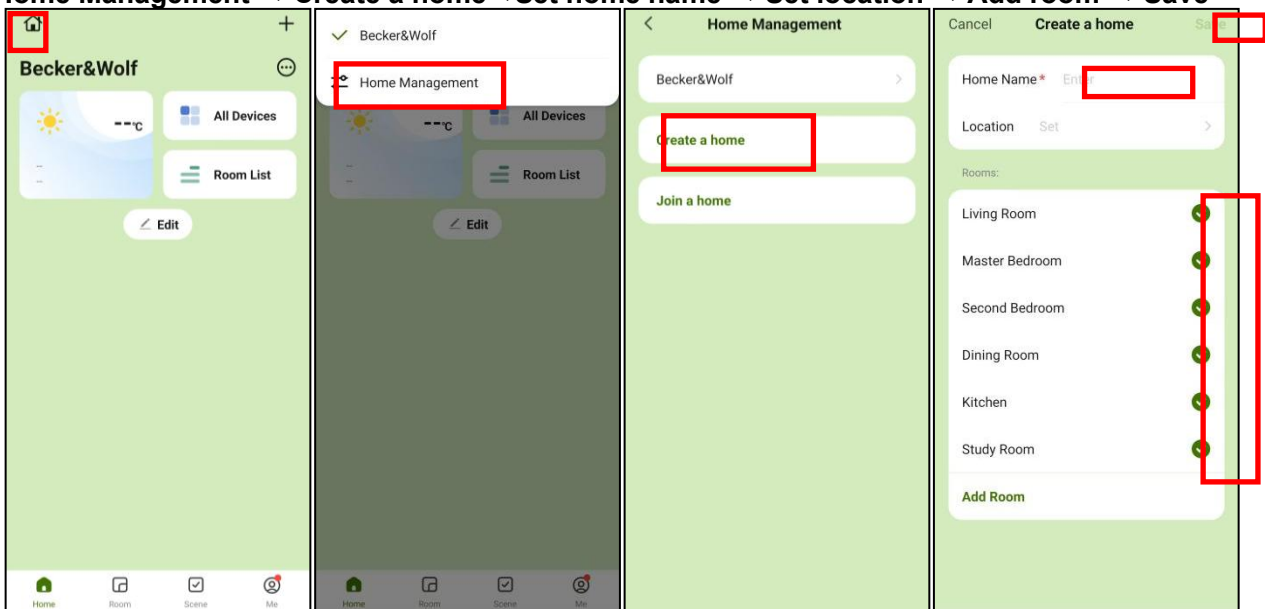 Home Management → Create a home →Set home name → Set location → Add room → Save
Becker&Wolf
--°C
All Devices
--
--
Room List
Edit
Home
Room
Scene
Me
Becker&Wolf
Home Management
--°C
All Devices
--
--
Room List
Edit
Home
Room
Scene
Me
Home Management
Becker&Wolf
Create a home
Join a home
Cancel
Create a home
Save
Home Name* Enter
Location Set
Rooms:
Living Room
Master Bedroom
Second Bedroom
Dining Room
Kitchen
Study Room
Add Room